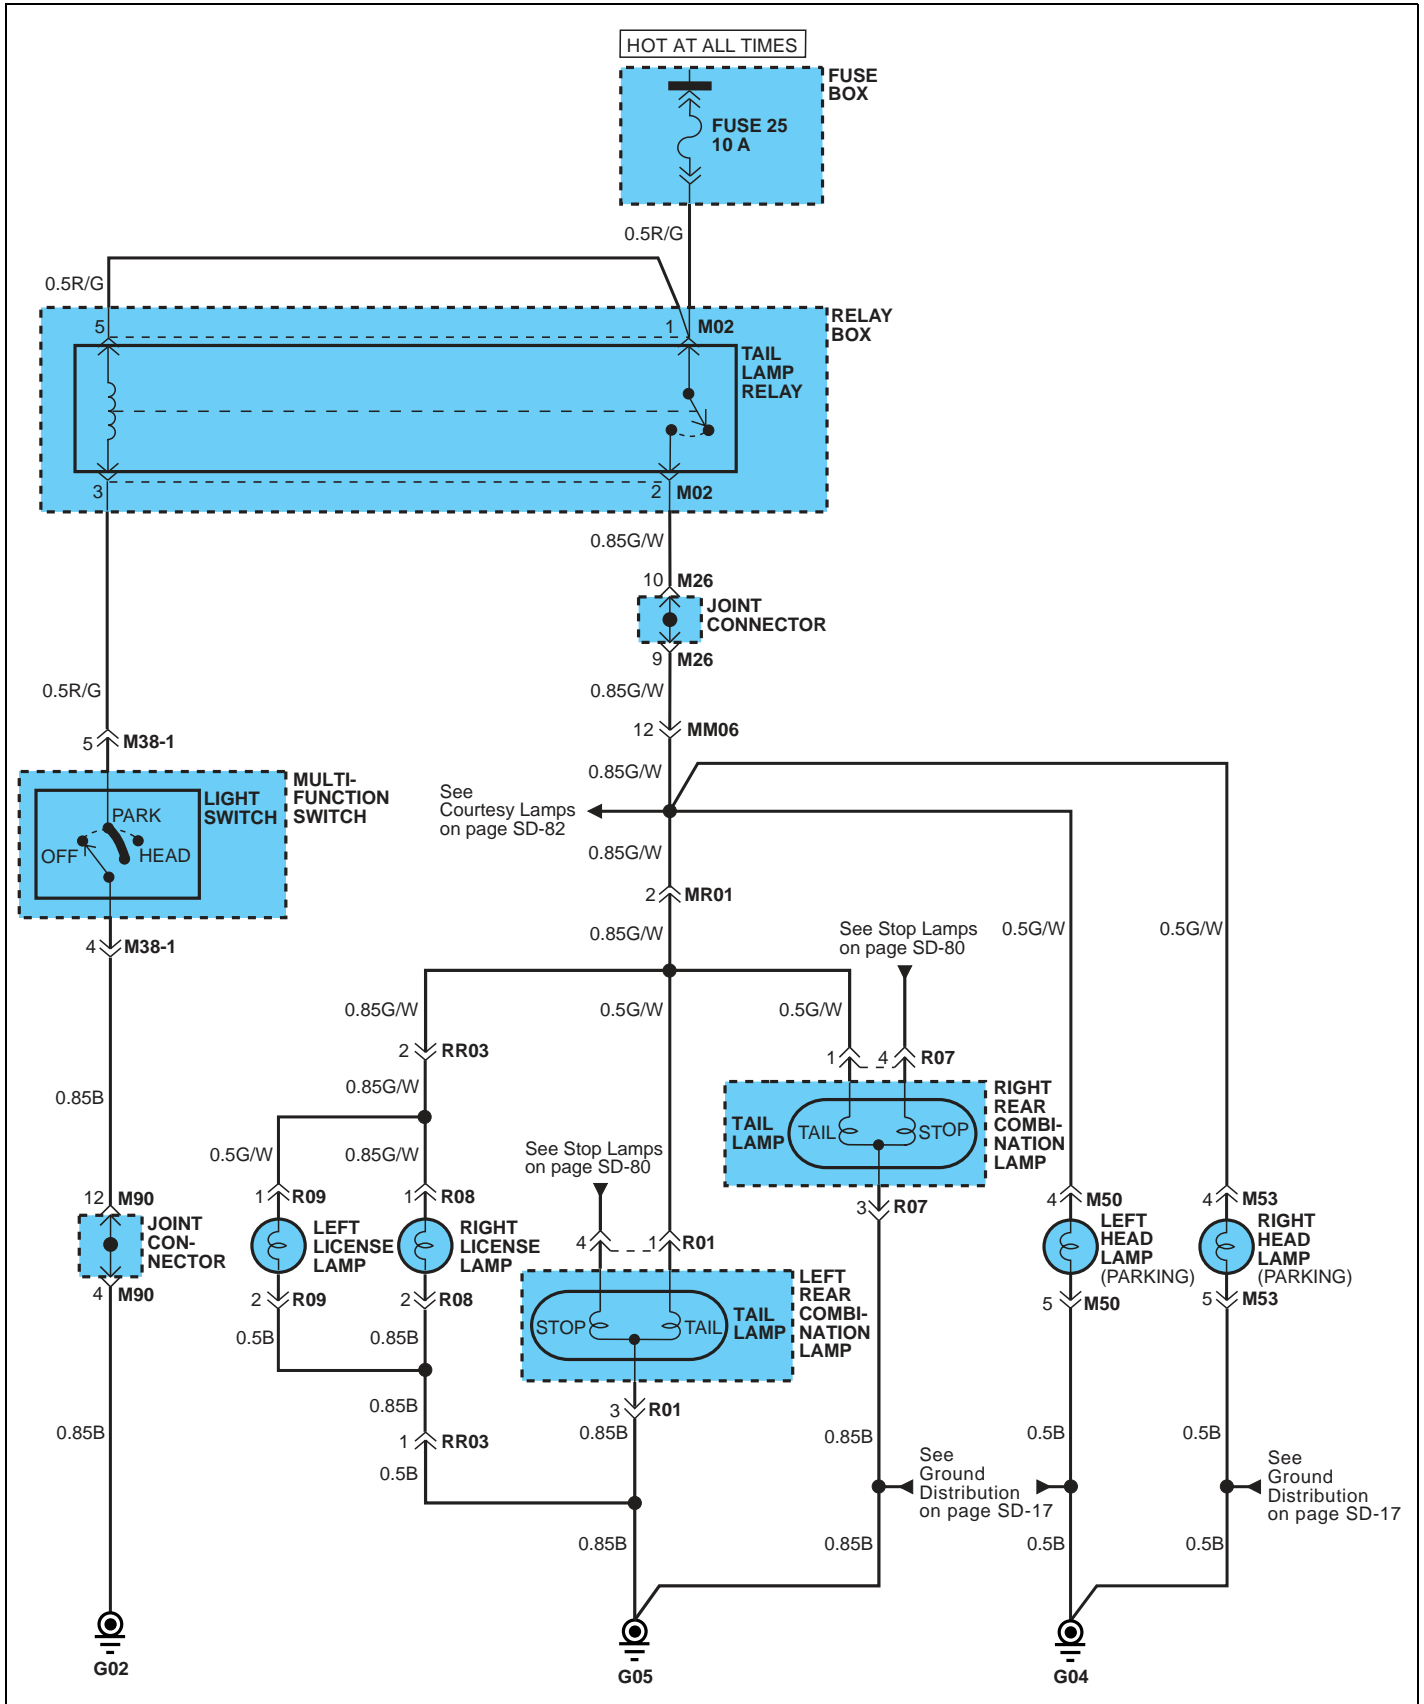 HOT AT ALL TIMES
FUSE
BOX
FUSE 25
10 A
0.5R/G
0.5R/G
RELAY
BOX
5
1 M02
TAIL
LAMP
RELAY
3
2 M02
0.85G/W
10 M26
JOINT
CONNECTOR
9 M26
0.5R/G
0.85G/W
12 MM06
5 M38-1
0.85G/W
MULTI-
FUNCTION
SWITCH
LIGHT
SWITCH
PARK
OFF
HEAD
See
Courtesy Lamps
on page SD-82
0.85G/W
2 MR01
4 M38-1
0.85G/W
See Stop Lamps
on page SD-80
0.5G/W
0.5G/W
0.85G/W
0.5G/W
0.5G/W
2 RR03
1 4 R07
0.85G/W
0.85B
RIGHT
REAR
COMBI-
NATION
LAMP
TAIL
LAMP
TAIL
STOP
0.5G/W
0.85G/W
See Stop Lamps
on page SD-80
12 M90
1 R09
1 R08
3 R07
4 M50
4 M53
JOINT
CON-
NECTOR
LEFT
LICENSE
LAMP
RIGHT
LICENSE
LAMP
4 1 R01
LEFT
HEAD
LAMP
(PARKING)
RIGHT
HEAD
LAMP
(PARKING)
4 M90
2 R09
2 R08
LEFT
REAR
COMBI-
NATION
LAMP
TAIL
LAMP
STOP
TAIL
5 M50
5 M53
0.5B
0.85B
0.85B
3 R01
0.85B
0.85B
0.85B
0.5B
0.5B
1 RR03
0.5B
See
Ground
Distribution
on page SD-17
See
Ground
Distribution
on page SD-17
0.85B
0.85B
0.5B
0.5B
G02
G05
G04